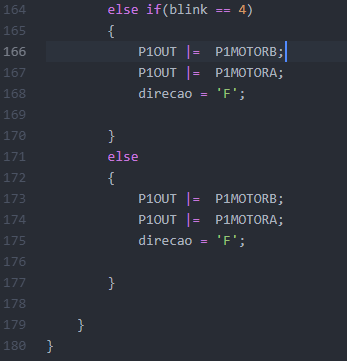 164 else if(blink == 4)
165 {
166 P1OUT |=  P1MOTORB;
167 P1OUT |=  P1MOTORA;
168 direcao = 'F';
169
170 }
171 else
172 {
173 P1OUT |=  P1MOTORB;
174 P1OUT |=  P1MOTORA;
175 direcao = 'F';
176
177 }
178
179 }
180 }